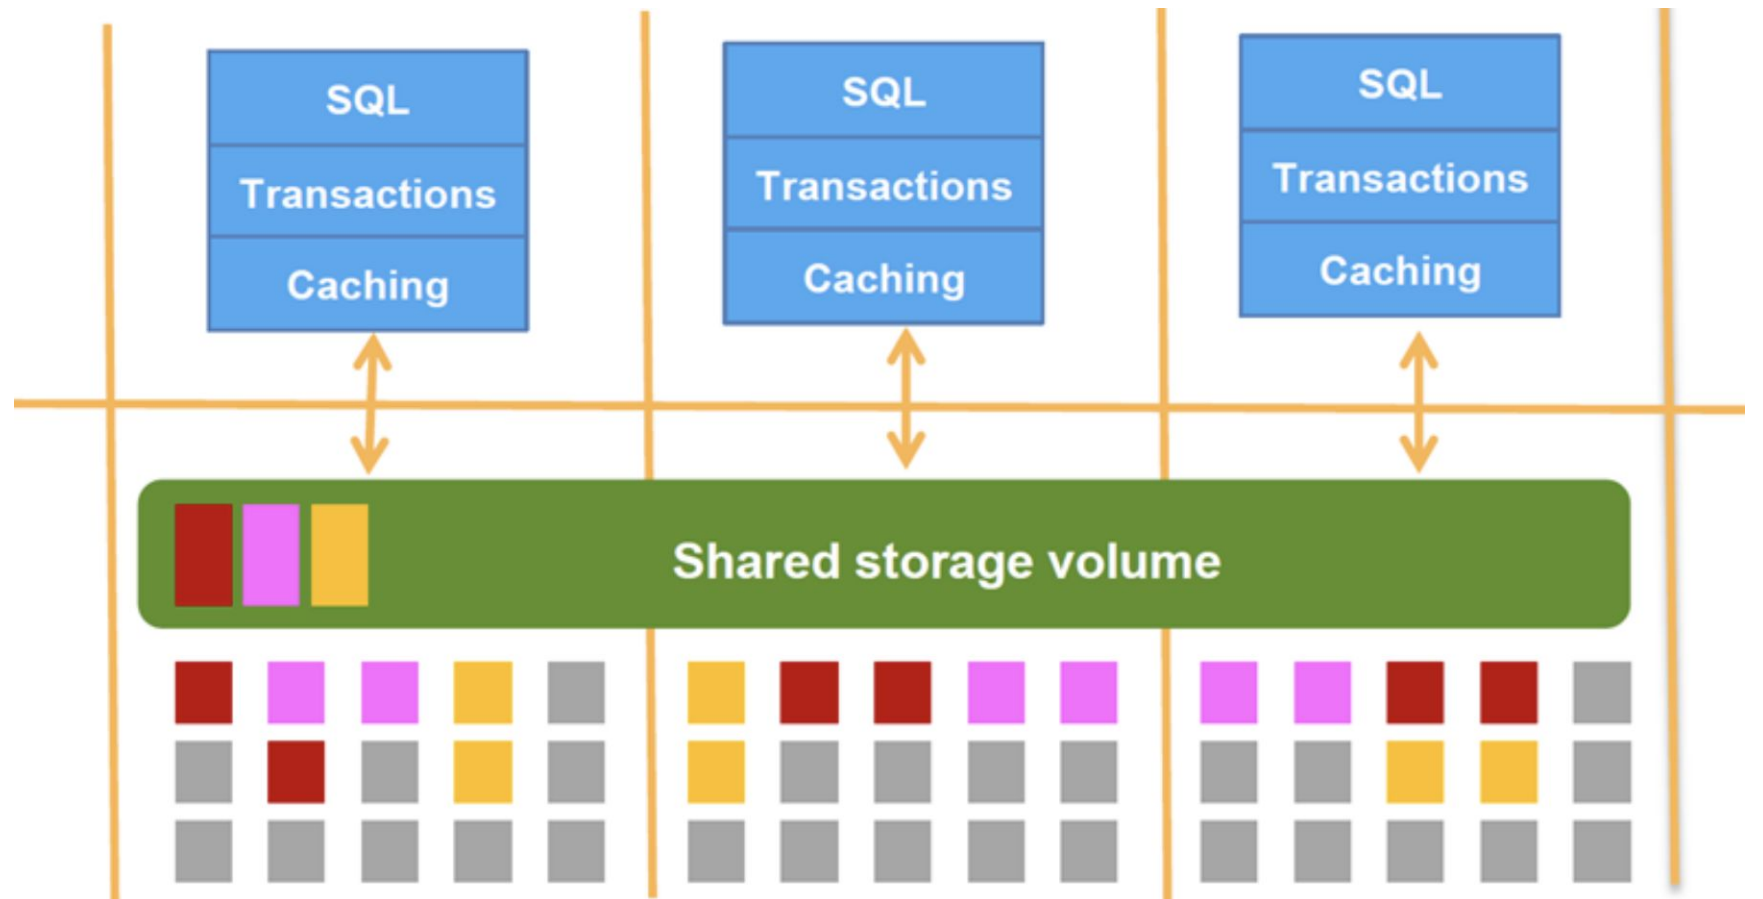 SQL
Transactions
Caching
SQL
Transactions
Caching
SQL
Transactions
Caching
Shared storage volume